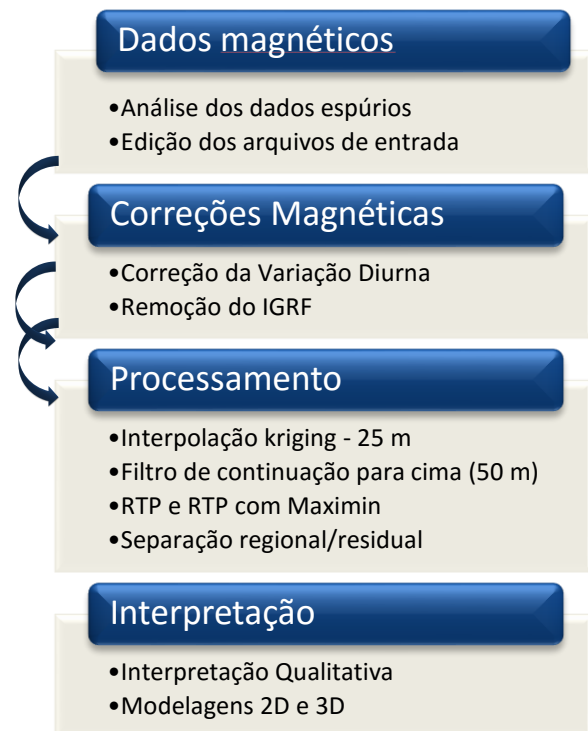 Dados magnéticos
•Análise dos dados espúrios
•Edição dos arquivos de entrada
Correções Magnéticas
•Correção da Variação Diurna
•Remoção do IGRF
Processamento
•Interpolação kriging - 25 m
•Filtro de continuação para cima (50 m)
•RTP e RTP com Maximin
•Separação regional/residual
Interpretação
•Interpretação Qualitativa
•Modelagens 2D e 3D